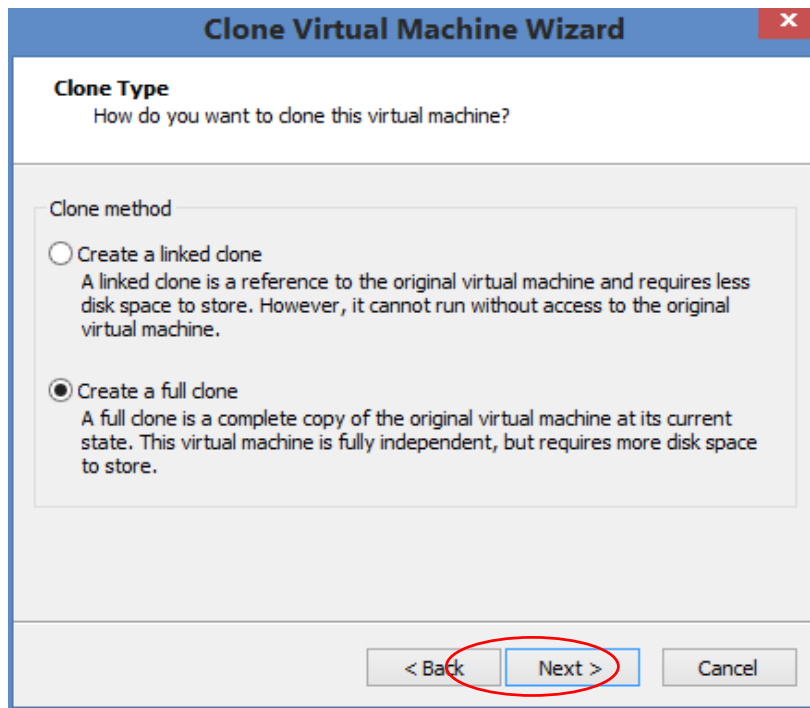 Clone Virtual Machine Wizard
x
Clone Type
How do you want to clone this virtual machine?
Clone method
Create a linked clone
A linked clone is a reference to the original virtual machine and requires less
disk space to store. However, it cannot run without access to the original
virtual machine.
Create a full clone
A full clone is a complete copy of the original virtual machine at its current
state. This virtual machine is fully independent, but requires more disk space
to store.
< Back
Next >
Cancel